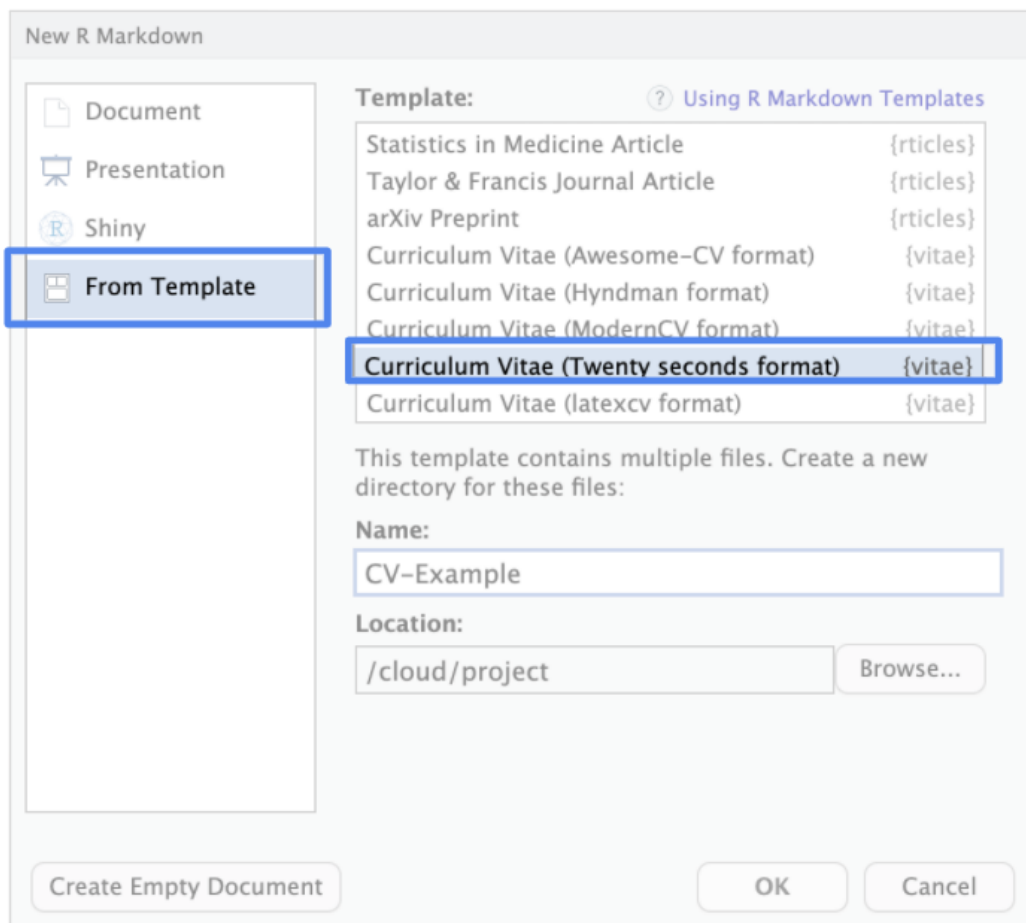 New R Markdown
Document
Presentation
R Shiny
From Template
Template:
? Using R Markdown Templates
Statistics in Medicine Article {rticles}
Taylor & Francis Journal Article {rticles}
arXiv Preprint {rticles}
Curriculum Vitae (Awesome-CV format) {vitae}
Curriculum Vitae (Hyndman format) {vitae}
Curriculum Vitae (ModernCV format) {vitae}
Curriculum Vitae (Twenty seconds format) {vitae}
Curriculum Vitae (latexcv format) {vitae}
This template contains multiple files. Create a new
directory for these files:
Name:
CV-Example
Location:
/cloud/project
Browse...
Create Empty Document
OK
Cancel